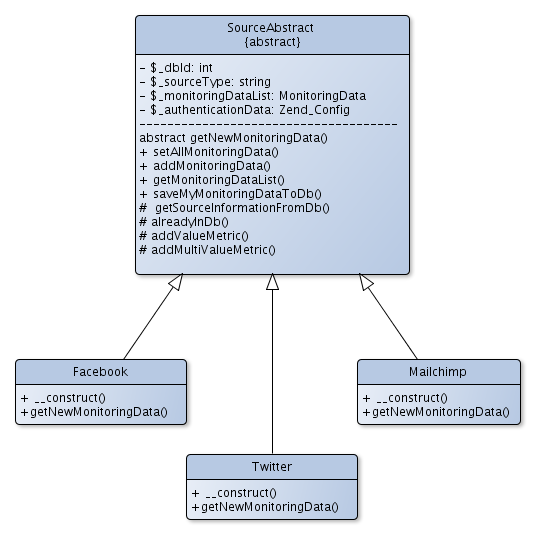 SourceAbstract
{abstract}
- $_dbId: int
- $_sourceType: string
- $_monitoringDataList: MonitoringData
- $_authenticationData: Zend_Config
abstract getNewMonitoringData()
+ setAllMonitoringData()
+ addMonitoringData()
+ getMonitoringDataList()
+ saveMyMonitoringDataToDb()
# getSourceInformationFromDb()
# alreadyInDb()
# addValueMetric()
# addMultiValueMetric()
Facebook
+ __construct()
+getNewMonitoringData()
Mailchimp
+ __construct()
+getNewMonitoringData()
Twitter
+ __construct()
+getNewMonitoringData()